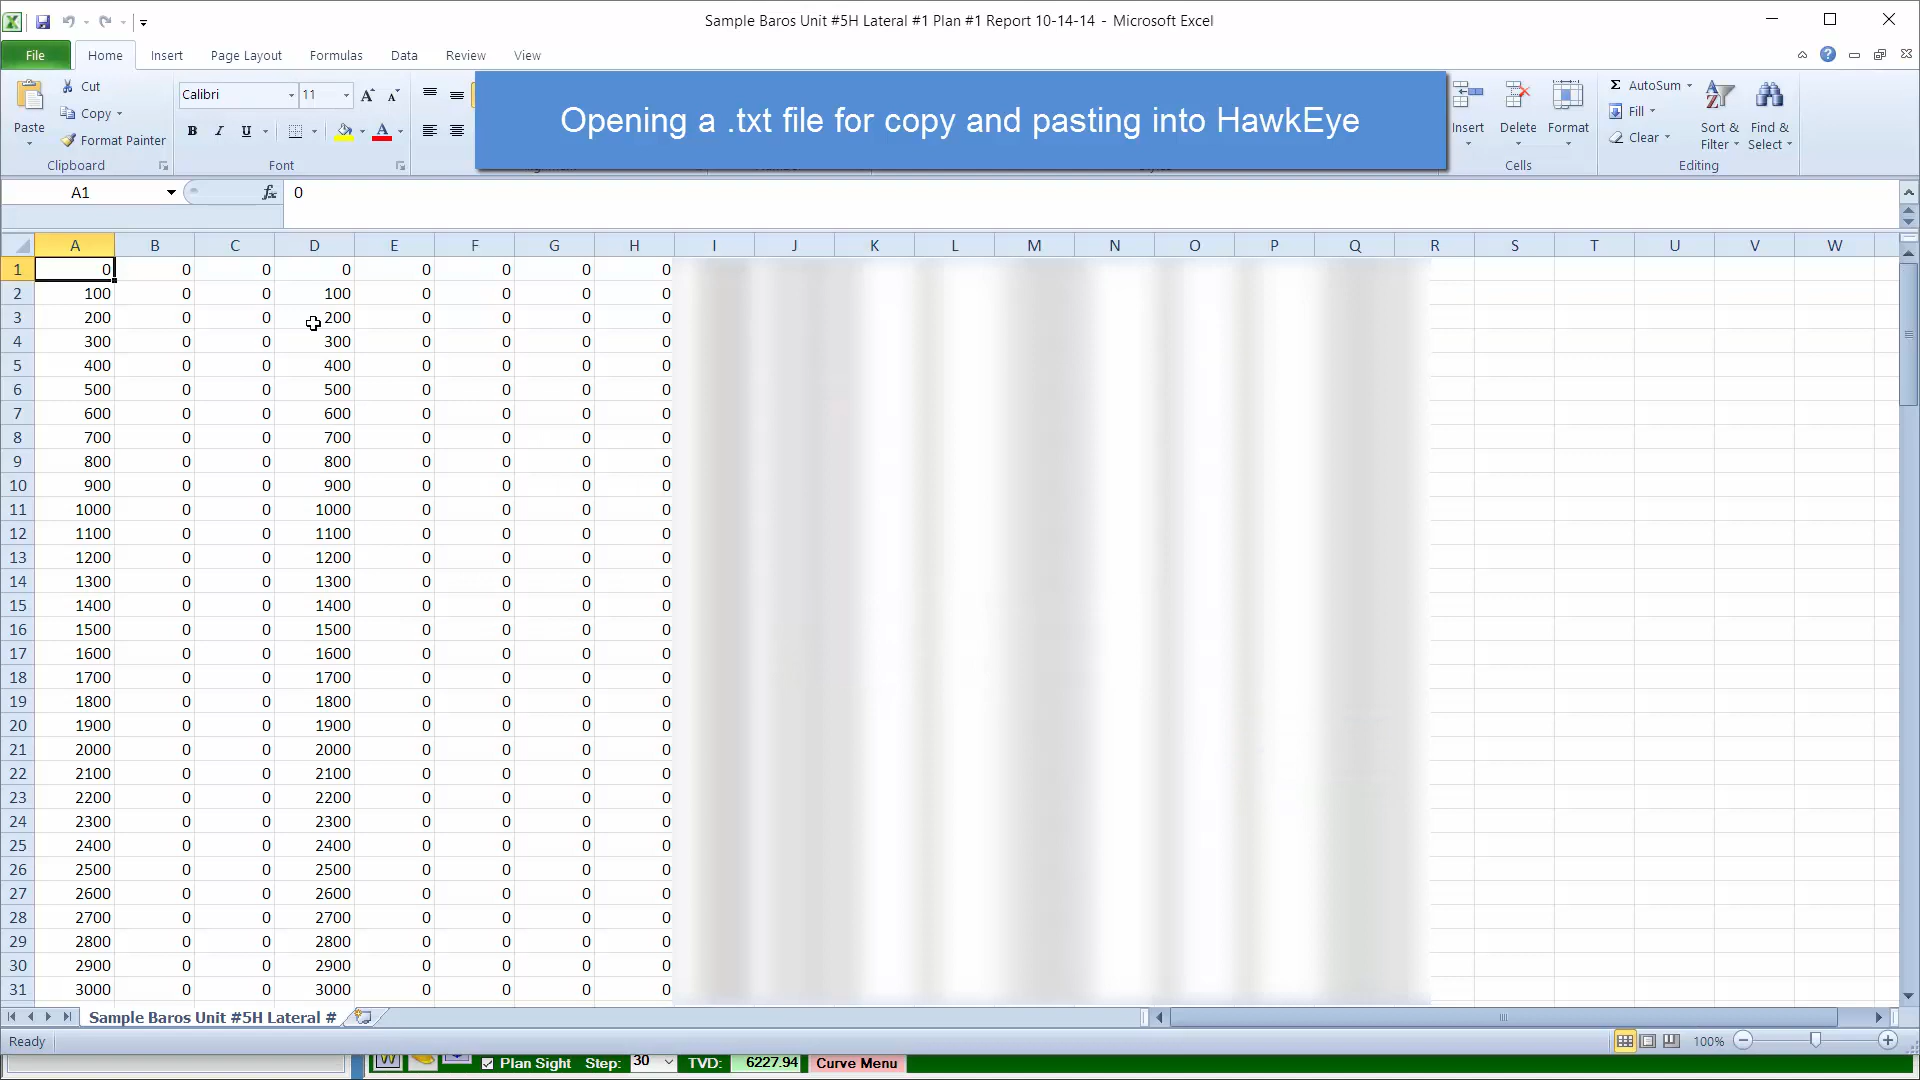 Sample Baros Unit #5H Lateral #1 Plan #1 Report 10-14-14 - Microsoft Excel
File Home Insert Page Layout Formulas Data Review View
Cut
Copy
Format Painter
Paste
Clipboard
Calibri 11
B I U
Font
Opening a .txt file for copy and pasting into HawkEye
Insert Delete Format
Cells
AutoSum
Fill
Clear
Sort & Filter
Find & Select
Editing
A1 fx 0
A B C D E F G H I J K L M N O P Q R S T U V W
1 0 0 0 0 0 0 0 0
2 100 0 0 100 0 0 0 0
3 200 0 0 200 0 0 0 0
4 300 0 0 300 0 0 0 0
5 400 0 0 400 0 0 0 0
6 500 0 0 500 0 0 0 0
7 600 0 0 600 0 0 0 0
8 700 0 0 700 0 0 0 0
9 800 0 0 800 0 0 0 0
10 900 0 0 900 0 0 0 0
11 1000 0 0 1000 0 0 0 0
12 1100 0 0 1100 0 0 0 0
13 1200 0 0 1200 0 0 0 0
14 1300 0 0 1300 0 0 0 0
15 1400 0 0 1400 0 0 0 0
16 1500 0 0 1500 0 0 0 0
17 1600 0 0 1600 0 0 0 0
18 1700 0 0 1700 0 0 0 0
19 1800 0 0 1800 0 0 0 0
20 1900 0 0 1900 0 0 0 0
21 2000 0 0 2000 0 0 0 0
22 2100 0 0 2100 0 0 0 0
23 2200 0 0 2200 0 0 0 0
24 2300 0 0 2300 0 0 0 0
25 2400 0 0 2400 0 0 0 0
26 2500 0 0 2500 0 0 0 0
27 2600 0 0 2600 0 0 0 0
28 2700 0 0 2700 0 0 0 0
29 2800 0 0 2800 0 0 0 0
30 2900 0 0 2900 0 0 0 0
31 3000 0 0 3000 0 0 0 0
Sample Baros Unit #5H Lateral #
Ready 100%
Plan Sight Step: 30 TVD: 6227.94 Curve Menu